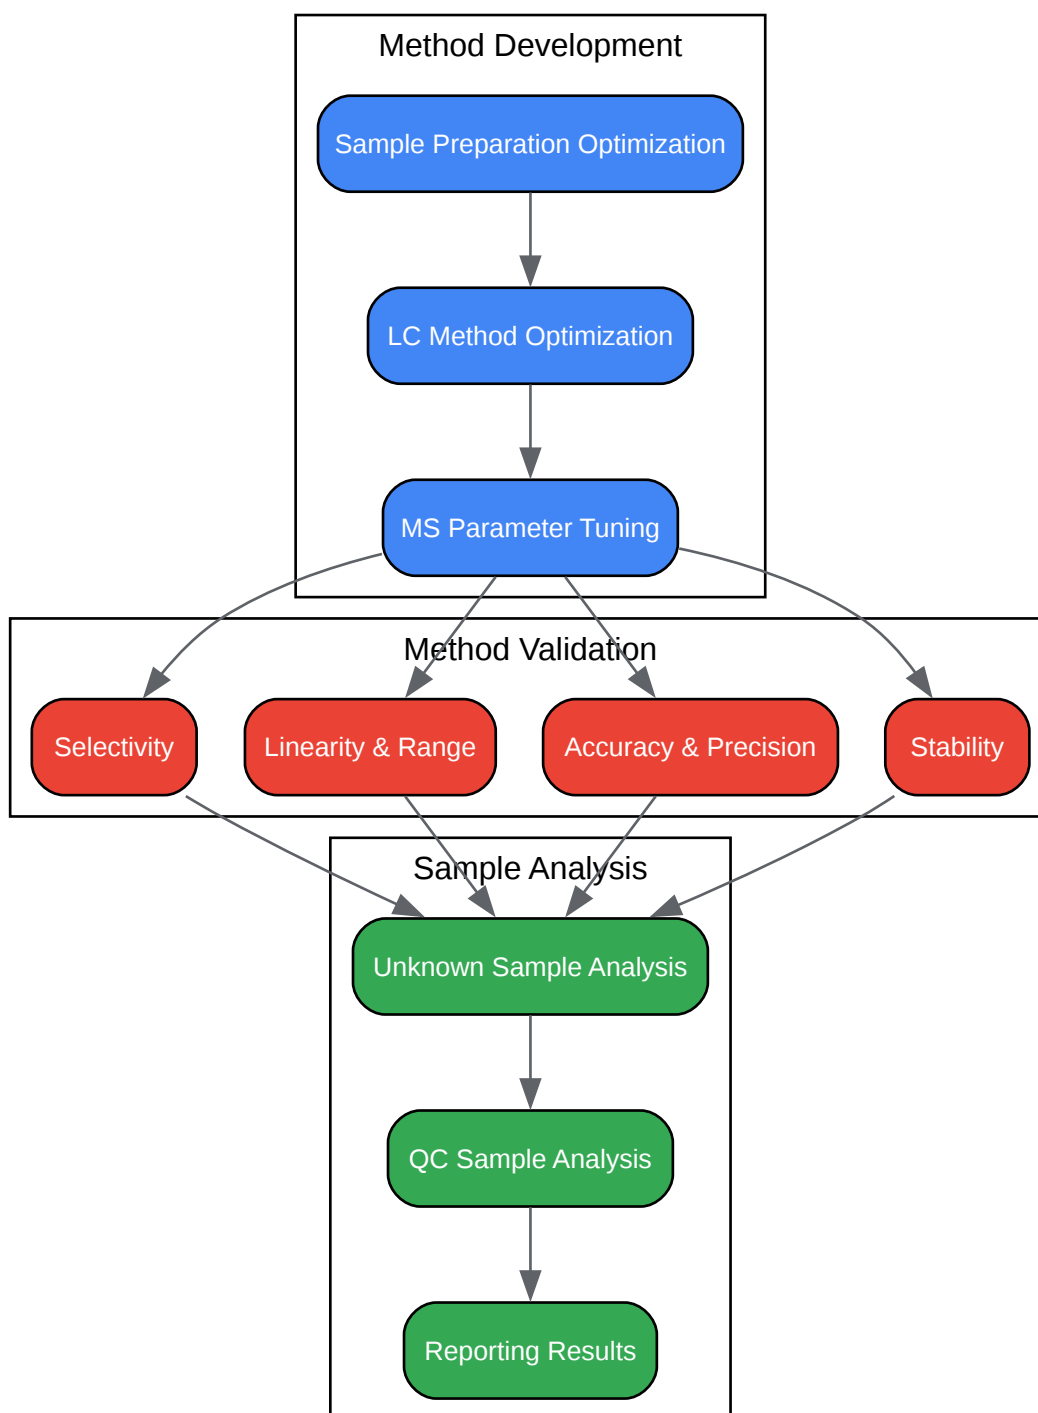 Method Development
Sample Preparation Optimization
LC Method Optimization
MS Parameter Tuning
Method Validation
Selectivity
Linearity & Range
Accuracy & Precision
Stability
Sample Analysis
Unknown Sample Analysis
QC Sample Analysis
Reporting Results